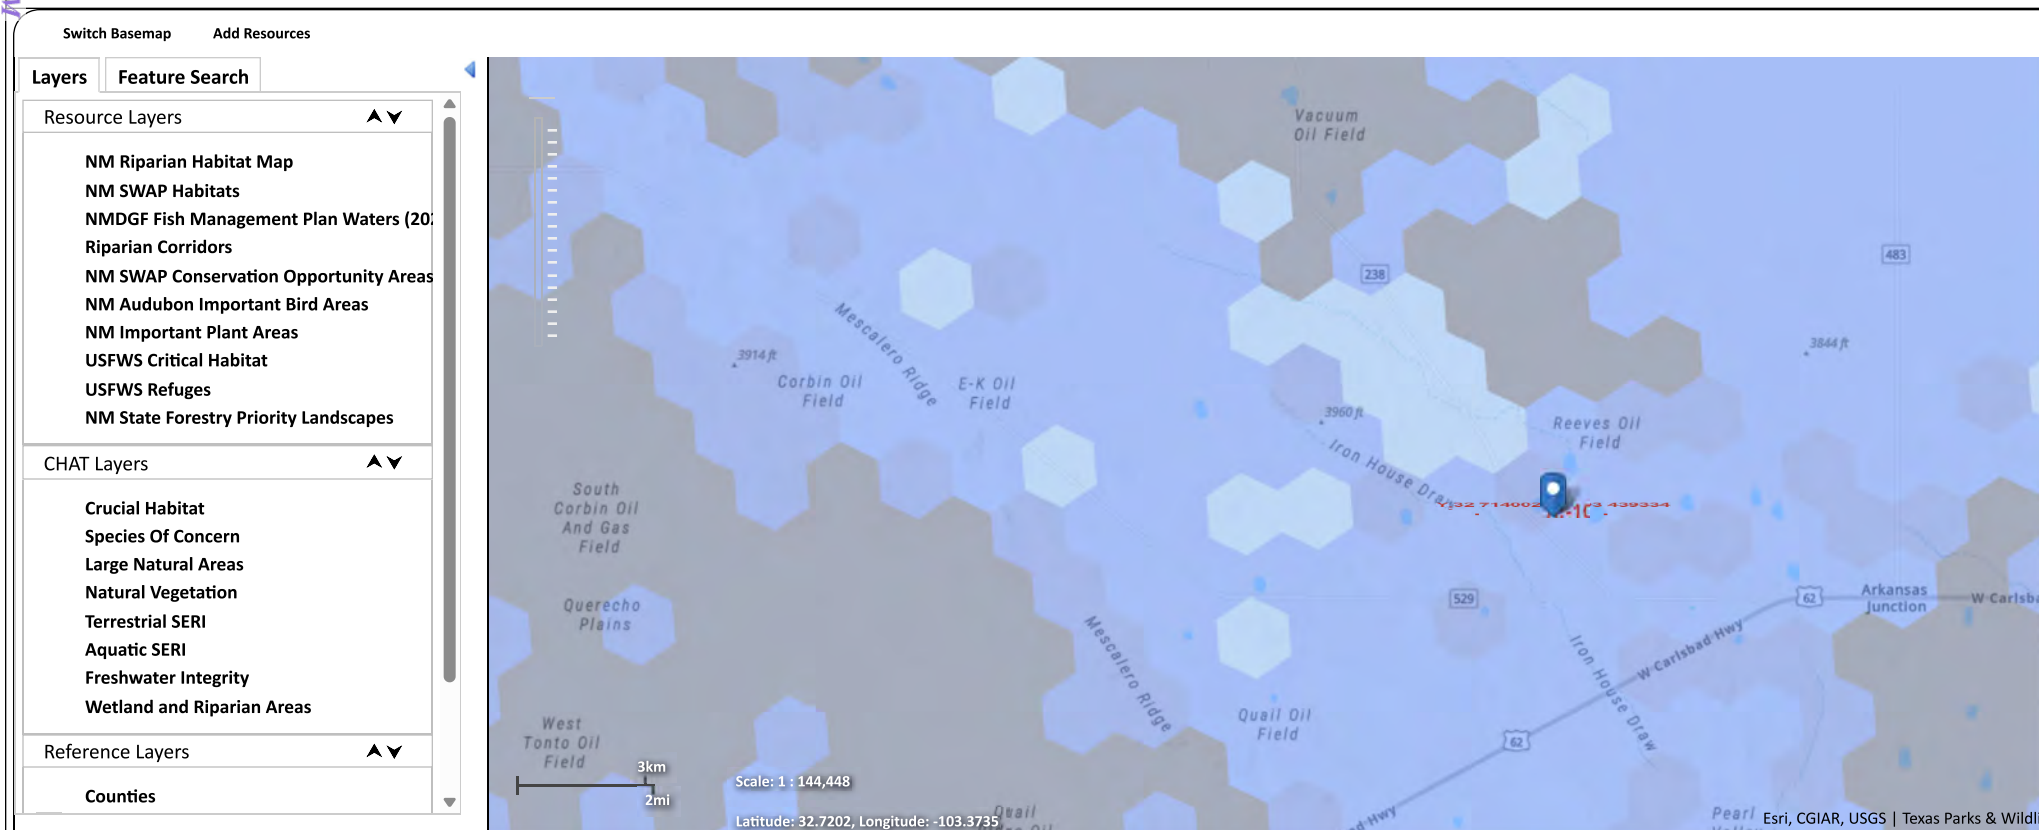 Switch Basemap Add Resources
Layers Feature Search
Resource Layers
NM Riparian Habitat Map
NM SWAP Habitats
NMDGF Fish Management Plan Waters (20
Riparian Corridors
NM SWAP Conservation Opportunity Areas
NM Audubon Important Bird Areas
NM Important Plant Areas
USFWS Critical Habitat
USFWS Refuges
NM State Forestry Priority Landscapes
CHAT Layers
Crucial Habitat
Species Of Concern
Large Natural Areas
Natural Vegetation
Terrestrial SERI
Aquatic SERI
Freshwater Integrity
Wetland and Riparian Areas
Reference Layers
Counties
Vacuum
Oil Field
238
483
3914 ft
Mescalero Ridge
Corbin Oil
Field
E-K Oil
Field
3844 ft
3960 ft
Reeves Oil
Field
Iron House Draw
South
Corbin Oil
And Gas
Field
Querecho
Plains
529
62
Arkansas
Junction
W Carlsba
W Carlsbad Hwy
Mescalero Ridge
Iron House Draw
West
Tonto Oil
Field
Quail Oil
Field
62
3km
2mi
Scale: 1 : 144,448
Latitude: 32.7202, Longitude: -103.3735
Quail
Oil
d Hwy
Pearl
Esri, CGIAR, USGS | Texas Parks & Wildl